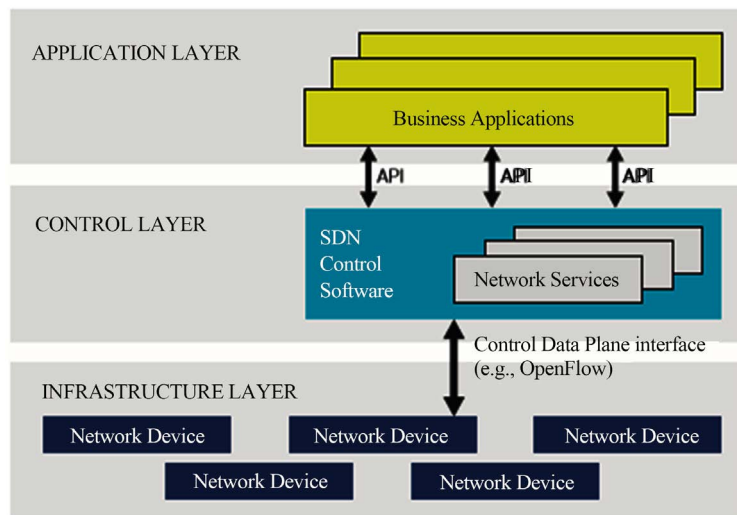 APPLICATION LAYER
Business Applications
API API API
CONTROL LAYER
SDN
Control
Software
Network Services
Control Data Plane interface
(e.g., OpenFlow)
INFRASTRUCTURE LAYER
Network Device Network Device Network Device
Network Device Network Device